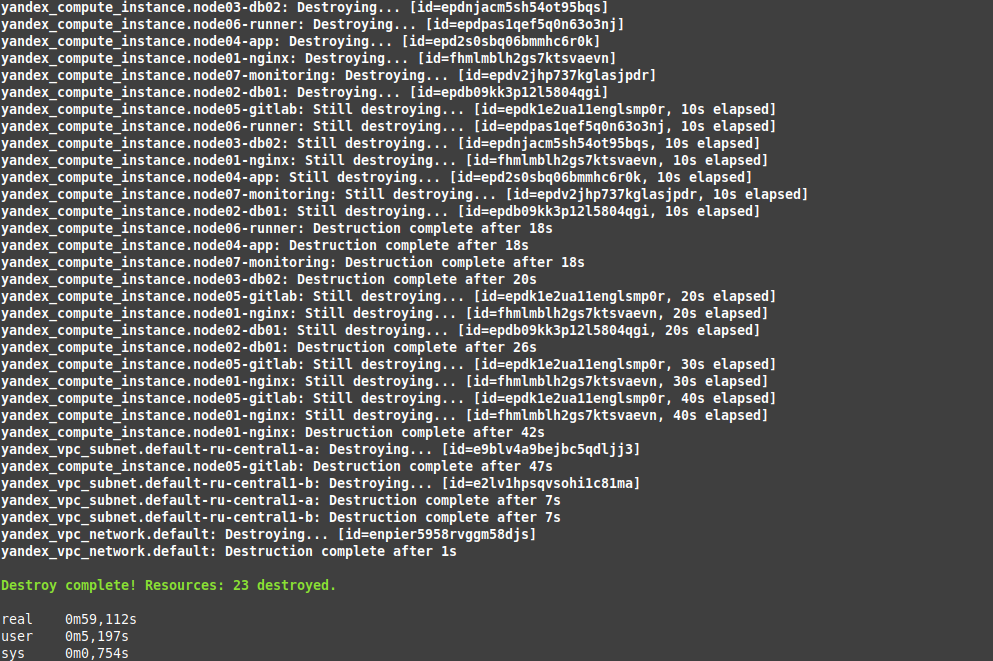 yandex_compute_instance.node03-db02: Destroying... [id=epdnjacm5sh54ot95bqs]
yandex_compute_instance.node06-runner: Destroying... [id=epdpas1qef5q0n63o3nj]
yandex_compute_instance.node04-app: Destroying... [id=epd2s0sbq06bmmhc6r0k]
yandex_compute_instance.node01-nginx: Destroying... [id=fhmlmblh2gs7ktsvaevn]
yandex_compute_instance.node07-monitoring: Destroying... [id=epdv2jhp737kglasjpdr]
yandex_compute_instance.node02-db01: Destroying... [id=epdb09kk3p12l5804qgi]
yandex_compute_instance.node05-gitlab: Still destroying... [id=epdk1e2ua11englsmp0r, 10s elapsed]
yandex_compute_instance.node06-runner: Still destroying... [id=epdpas1qef5q0n63o3nj, 10s elapsed]
yandex_compute_instance.node03-db02: Still destroying... [id=epdnjacm5sh54ot95bqs, 10s elapsed]
yandex_compute_instance.node01-nginx: Still destroying... [id=fhmlmblh2gs7ktsvaevn, 10s elapsed]
yandex_compute_instance.node04-app: Still destroying... [id=epd2s0sbq06bmmhc6r0k, 10s elapsed]
yandex_compute_instance.node07-monitoring: Still destroying... [id=epdv2jhp737kglasjpdr, 10s elapsed]
yandex_compute_instance.node02-db01: Still destroying... [id=epdb09kk3p12l5804qgi, 10s elapsed]
yandex_compute_instance.node06-runner: Destruction complete after 18s
yandex_compute_instance.node04-app: Destruction complete after 18s
yandex_compute_instance.node07-monitoring: Destruction complete after 18s
yandex_compute_instance.node03-db02: Destruction complete after 20s
yandex_compute_instance.node05-gitlab: Still destroying... [id=epdk1e2ua11englsmp0r, 20s elapsed]
yandex_compute_instance.node01-nginx: Still destroying... [id=fhmlmblh2gs7ktsvaevn, 20s elapsed]
yandex_compute_instance.node02-db01: Still destroying... [id=epdb09kk3p12l5804qgi, 20s elapsed]
yandex_compute_instance.node02-db01: Destruction complete after 26s
yandex_compute_instance.node05-gitlab: Still destroying... [id=epdk1e2ua11englsmp0r, 30s elapsed]
yandex_compute_instance.node01-nginx: Still destroying... [id=fhmlmblh2gs7ktsvaevn, 30s elapsed]
yandex_compute_instance.node05-gitlab: Still destroying... [id=epdk1e2ua11englsmp0r, 40s elapsed]
yandex_compute_instance.node01-nginx: Still destroying... [id=fhmlmblh2gs7ktsvaevn, 40s elapsed]
yandex_compute_instance.node01-nginx: Destruction complete after 42s
yandex_vpc_subnet.default-ru-central1-a: Destroying... [id=e9blv4a9bejbc5qdljj3]
yandex_compute_instance.node05-gitlab: Destruction complete after 47s
yandex_vpc_subnet.default-ru-central1-b: Destroying... [id=e2lv1hpsqvsohi1c81ma]
yandex_vpc_subnet.default-ru-central1-a: Destruction complete after 7s
yandex_vpc_subnet.default-ru-central1-b: Destruction complete after 7s
yandex_vpc_network.default: Destroying... [id=enpier5958rvggm58djs]
yandex_vpc_network.default: Destruction complete after 1s
Destroy complete! Resources: 23 destroyed.
real 0m59,112s
user 0m5,197s
sys 0m0,754s